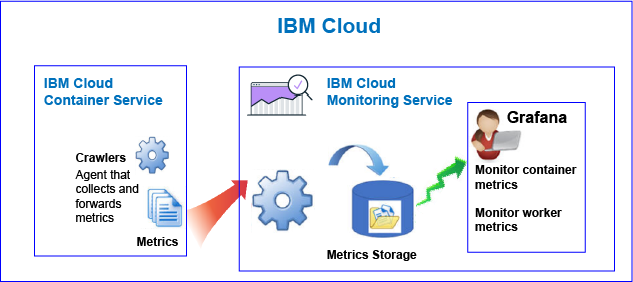 IBM Cloud
IBM Cloud
Container Service
Crawlers
Agent that
collects and
forwards
metrics
Metrics
IBM Cloud
Monitoring Service
Metrics Storage
Grafana
Monitor container
metrics
Monitor worker
metrics